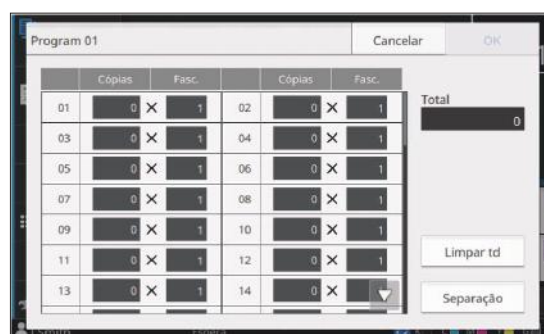 Program 01 Cancelar OK
Cópias Fasc. Cópias Fasc.
01 0 X 1 02 0 X 1
Total
0
03 0 X 1 04 0 X 1
05 0 X 1 06 0 X 1
07 0 X 1 08 0 X 1
09 0 X 1 10 0 X 1
11 0 X 1 12 0 X 1
Limpar td
13 0 X 1 14 0 X
Separação
J.Smith Espera